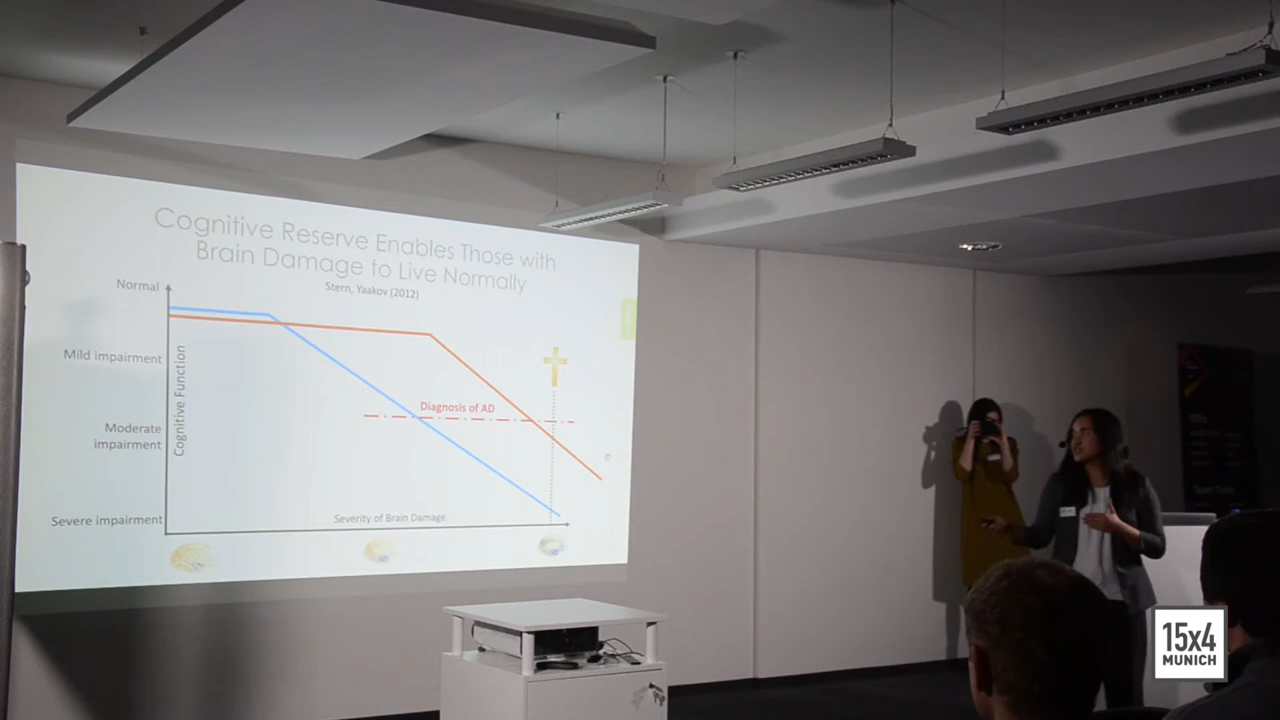 Cognitive Reserve Enables Those with
Brain Damage to Live Normally
Stern, Yaakov (2012)
Normal
Mild impairment
Cognitive Function
Diagnosis of AD
Moderate
impairment
Severe impairment
Severity of Brain Damage
15x4
MUNICH